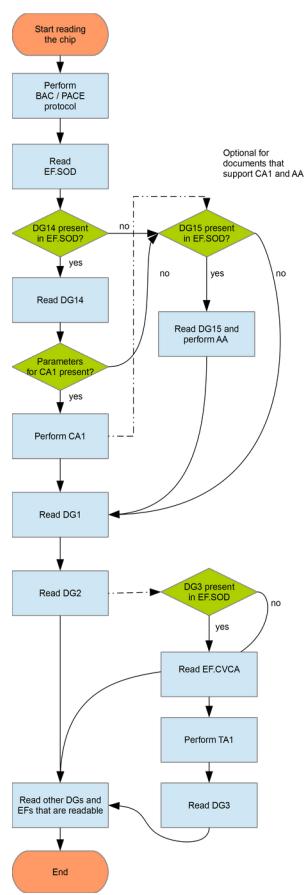 Start reading
the chip
Perform
BAC / PACE
protocol
Read
EF.SOD
Optional for
documents that
support CA1 and AA
DG14 present
in EF.SOD?
no
DG15 present
in EF.SOD?
no
yes
no
yes
Read DG14
Read DG15 and
perform AA
Parameters
for CA1 present?
yes
Perform CA1
Read DG1
Read DG2
DG3 present
in EF.SOD
no
yes
Read EF.CVCA
Perform TA1
Read other DGs and
EFs that are readable
Read DG3
End